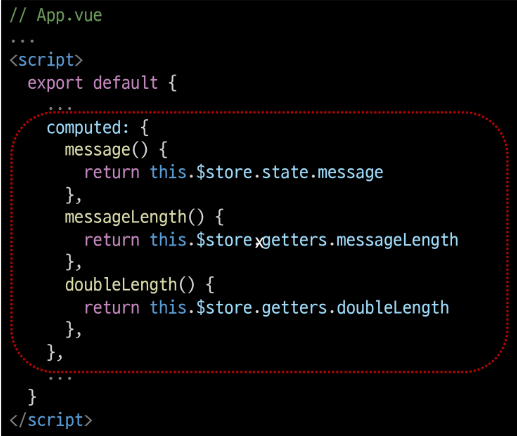 // App.vue
...
<script>
export default {
...
computed: {
message() {
return this.$store.state.message
},
messageLength() {
return this.$store.getters.messageLength
},
doubleLength() {
return this.$store.getters.doubleLength
},
},
...
}
</script>